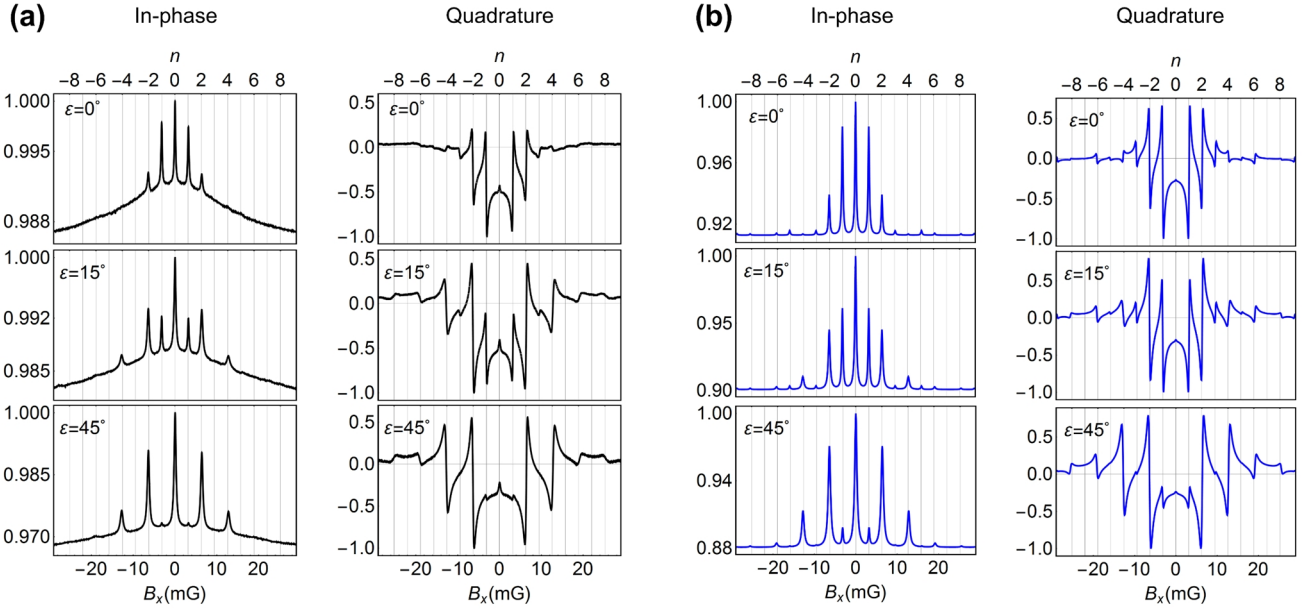 (a) In-phase Quadrature
n n
−8 −6 −4 −2 0 2 4 6 8 −8 −6 −4 −2 0 2 4 6 8
ε=0°
1.000
0.995
0.988
ε=0°
0.5
0.0
−0.5
−1.0
ε=15°
1.000
0.992
0.985
ε=15°
0.5
0.0
−0.5
−1.0
ε=45°
1.000
0.985
0.970
ε=45°
0.5
0.0
−0.5
−1.0
−20 −10 0 10 20 −20 −10 0 10 20
Bx(mG) Bx(mG)
(b) In-phase Quadrature
n n
−8 −6 −4 −2 0 2 4 6 8 −8 −6 −4 −2 0 2 4 6 8
ε=0°
1.00
0.96
0.92
ε=0°
0.5
0.0
−0.5
−1.0
ε=15°
1.00
0.95
0.90
ε=15°
0.5
0.0
−0.5
−1.0
ε=45°
1.00
0.94
0.88
ε=45°
0.5
0.0
−0.5
−1.0
−20 −10 0 10 20 −20 −10 0 10 20
Bx(mG) Bx(mG)